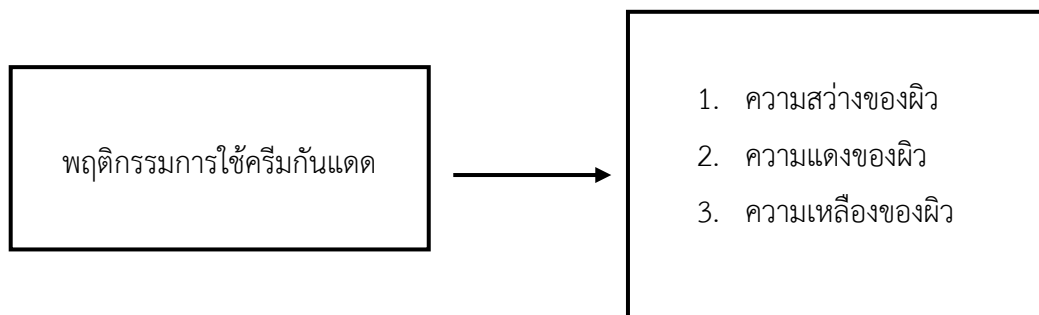 พฤติกรรมการใช้ครีมกันแดด
1. ความสว่างของผิว
2. ความแดงของผิว
3. ความเหลืองของผิว